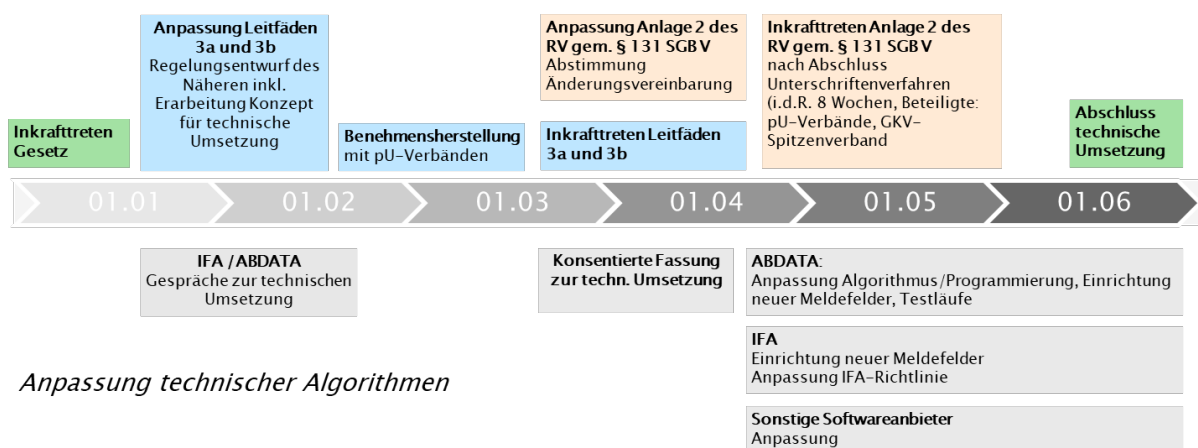 Inkrafttreten
Gesetz
Anpassung Leitfäden
3a und 3b
Regelungsentwurf des
Näheren inkl.
Erarbeitung Konzept
für technische
Umsetzung
Benehmensherstellung
mit pU-Verbänden
Anpassung Anlage 2 des
RV gem. § 131 SGB V
Abstimmung
Änderungsvereinbarung
Inkrafttreten Leitfäden
3a und 3b
Inkrafttreten Anlage 2 des
RV gem. § 131 SGB V
nach Abschluss
Unterschriftenverfahren
(i.d.R. 8 Wochen, Beteiligte:
pU-Verbände, GKV-
Spitzenverband
Abschluss
technische
Umsetzung
01.01 01.02 01.03 01.04 01.05 01.06
IFA / ABDATA
Gespräche zur technischen
Umsetzung
Konsentierte Fassung
zur techn. Umsetzung
ABDATA:
Anpassung Algorithmus/Programmierung, Einrichtung
neuer Meldefelder, Testläufe
IFA
Einrichtung neuer Meldefelder
Anpassung IFA-Richtlinie
Sonstige Softwareanbieter
Anpassung
Anpassung technischer Algorithmen